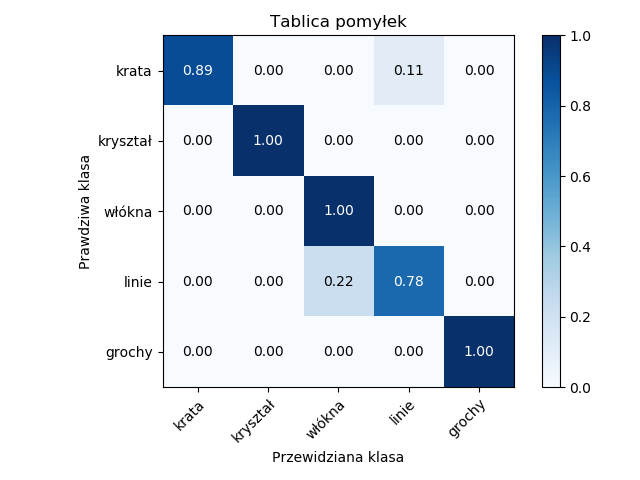 Tablica pomyłek
Prawdziwa klasa
krata 0.89 0.00 0.00 0.11 0.00
kryształ 0.00 1.00 0.00 0.00 0.00
włókna 0.00 0.00 1.00 0.00 0.00
linie 0.00 0.00 0.22 0.78 0.00
grochy 0.00 0.00 0.00 0.00 1.00
krata kryształ włókna linie grochy
Przewidziana klasa
1.0
0.8
0.6
0.4
0.2
0.0